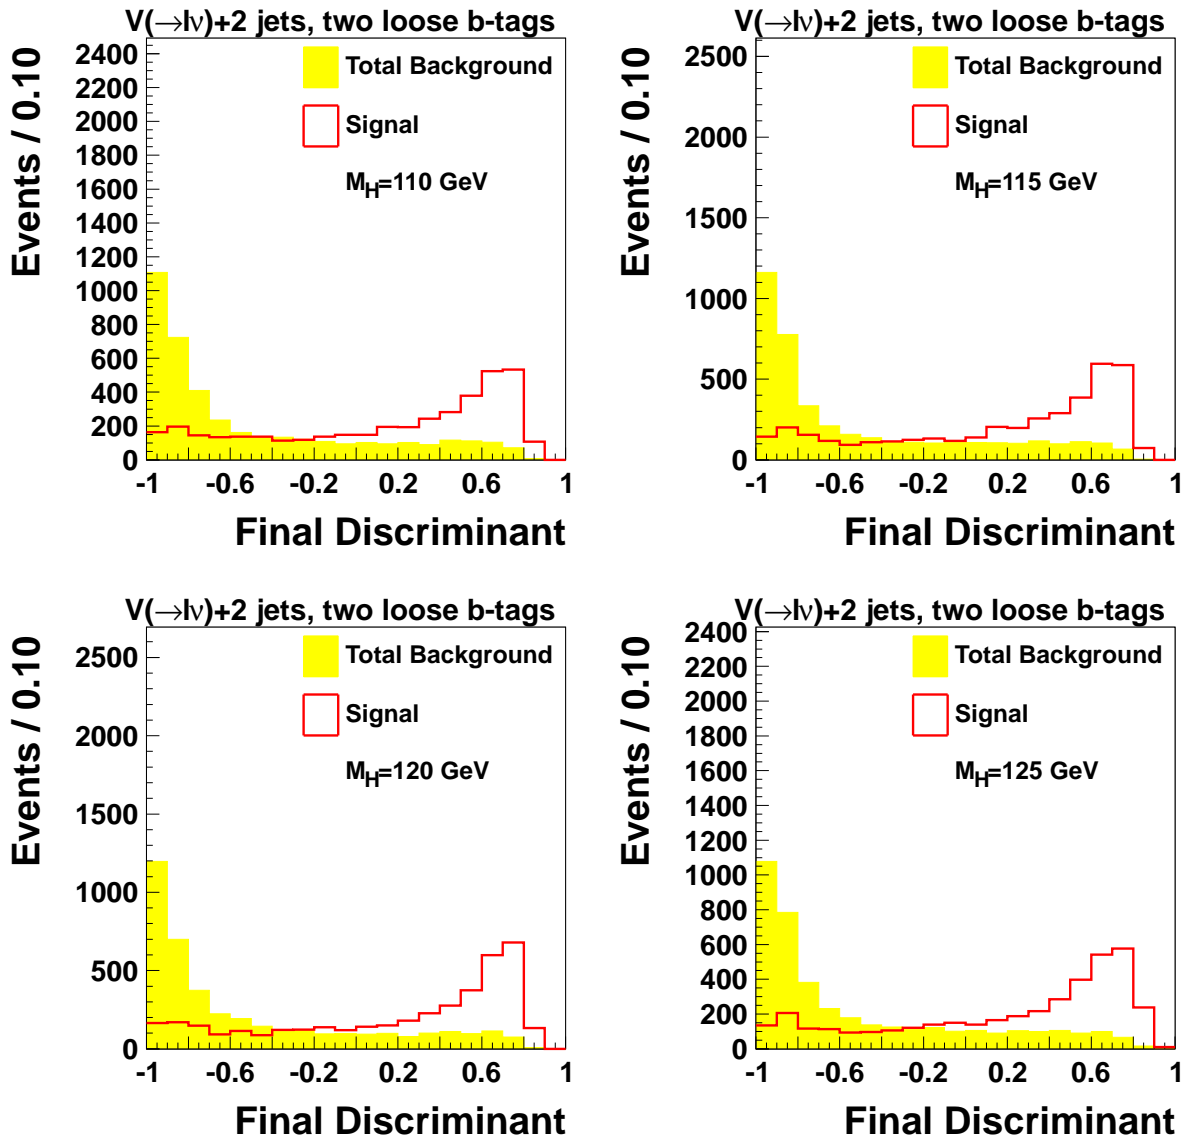 V(→lν)+2 jets, two loose b-tags
Events / 0.10
2400
2200
2000
1800
1600
1400
1200
1000
800
600
400
200
0
Total Background
Signal
M_H=110 GeV
-1 -0.6 -0.2 0.2 0.6 1
Final Discriminant
V(→lν)+2 jets, two loose b-tags
Events / 0.10
2500
2000
1500
1000
500
0
Total Background
Signal
M_H=115 GeV
-1 -0.6 -0.2 0.2 0.6 1
Final Discriminant
V(→lν)+2 jets, two loose b-tags
Events / 0.10
2500
2000
1500
1000
500
0
Total Background
Signal
M_H=120 GeV
-1 -0.6 -0.2 0.2 0.6 1
Final Discriminant
V(→lν)+2 jets, two loose b-tags
Events / 0.10
2400
2200
2000
1800
1600
1400
1200
1000
800
600
400
200
0
Total Background
Signal
M_H=125 GeV
-1 -0.6 -0.2 0.2 0.6 1
Final Discriminant